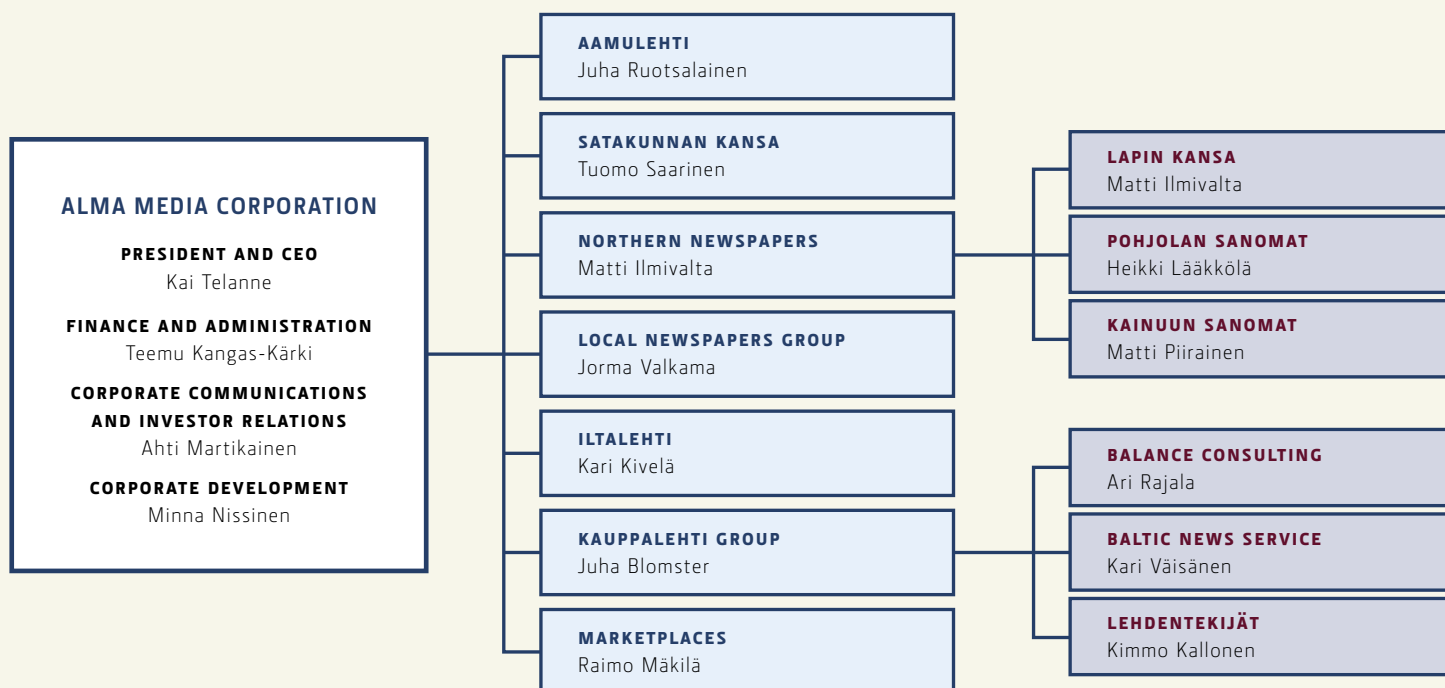 ALMA MEDIA CORPORATION
PRESIDENT AND CEO
Kai Telanne
FINANCE AND ADMINISTRATION
Teemu Kangas-Kärki
CORPORATE COMMUNICATIONS
AND INVESTOR RELATIONS
Ahti Martikainen
CORPORATE DEVELOPMENT
Minna Nissinen
AAMULEHTI
Juha Ruotsalainen
SATAKUNNAN KANSA
Tuomo Saarinen
NORTHERN NEWSPAPERS
Matti Ilmivalta
LOCAL NEWSPAPERS GROUP
Jorma Valkama
ILTALEHTI
Kari Kivelä
KAUPPALEHTI GROUP
Juha Blomster
MARKETPLACES
Raimo Mäkilä
LAPIN KANSA
Matti Ilmivalta
POHJOLAN SANOMAT
Heikki Lääkkölä
KAINUUN SANOMAT
Matti Piirainen
BALANCE CONSULTING
Ari Rajala
BALTIC NEWS SERVICE
Kari Väisänen
LEHDENTEKIJÄT
Kimmo Kallonen